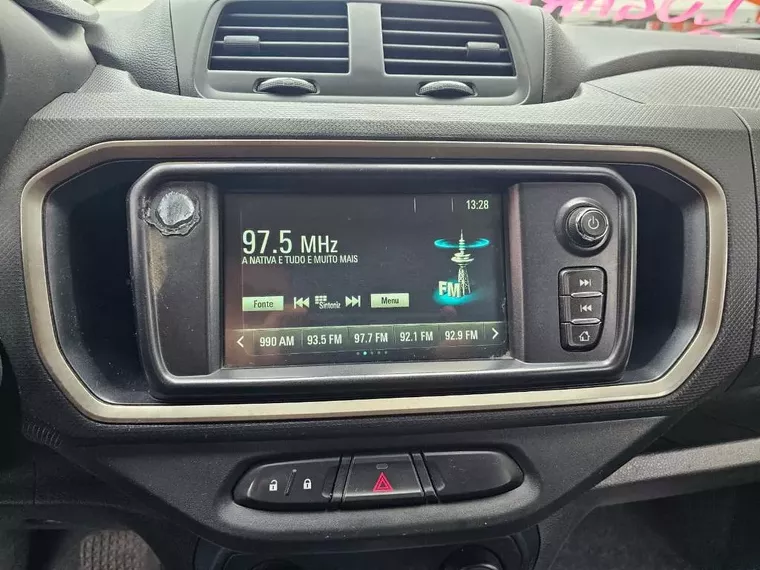 13:28
97.5 MHz
A NATIVA E TUDO E MUITO MAIS
FM
Fonte Sintoniz Menu
990 AM 93.5 FM 97.7 FM 92.1 FM 92.9 FM